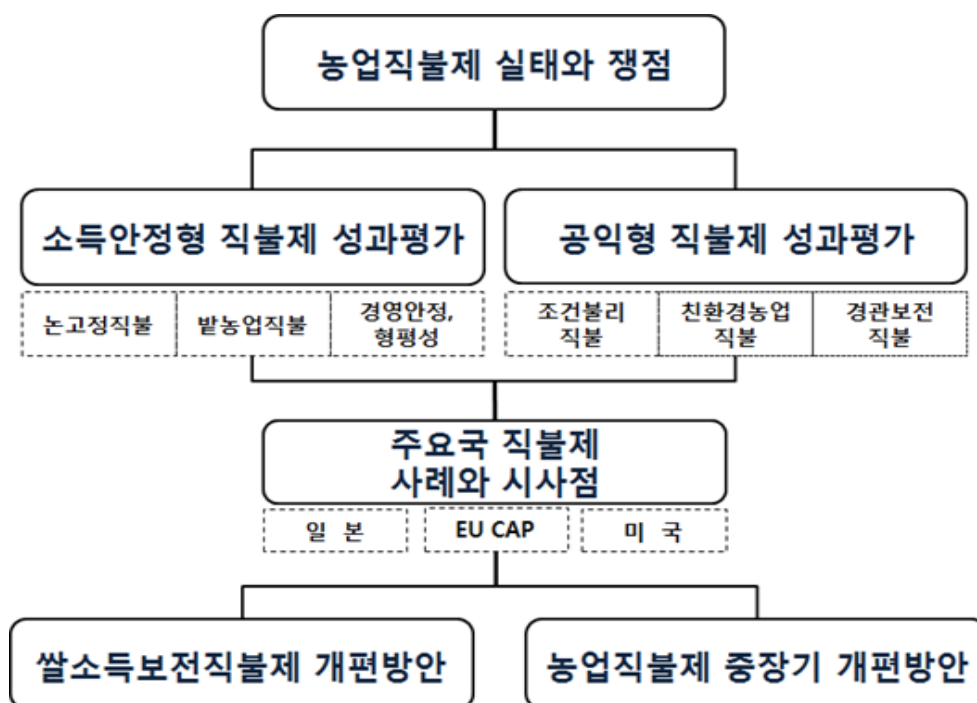 농업직불제 실태와 쟁점
소득안정형 직불제 성과평가
공익형 직불제 성과평가
논고정직불
밭농업직불
경영안정,
형평성
조건불리
직불
친환경농업
직불
경관보전
직불
주요국 직불제
사례와 시사점
일 본
EU CAP
미 국
쌀소득보전직불제 개편방안
농업직불제 중장기 개편방안